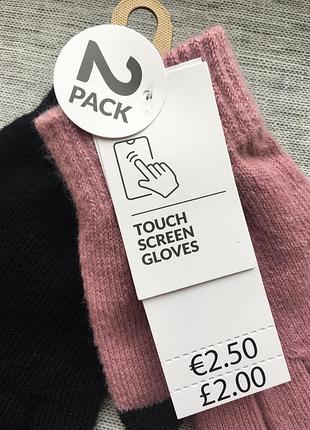 2
PACK
TOUCH
SCREEN
GLOVES
€2.50
£2.00